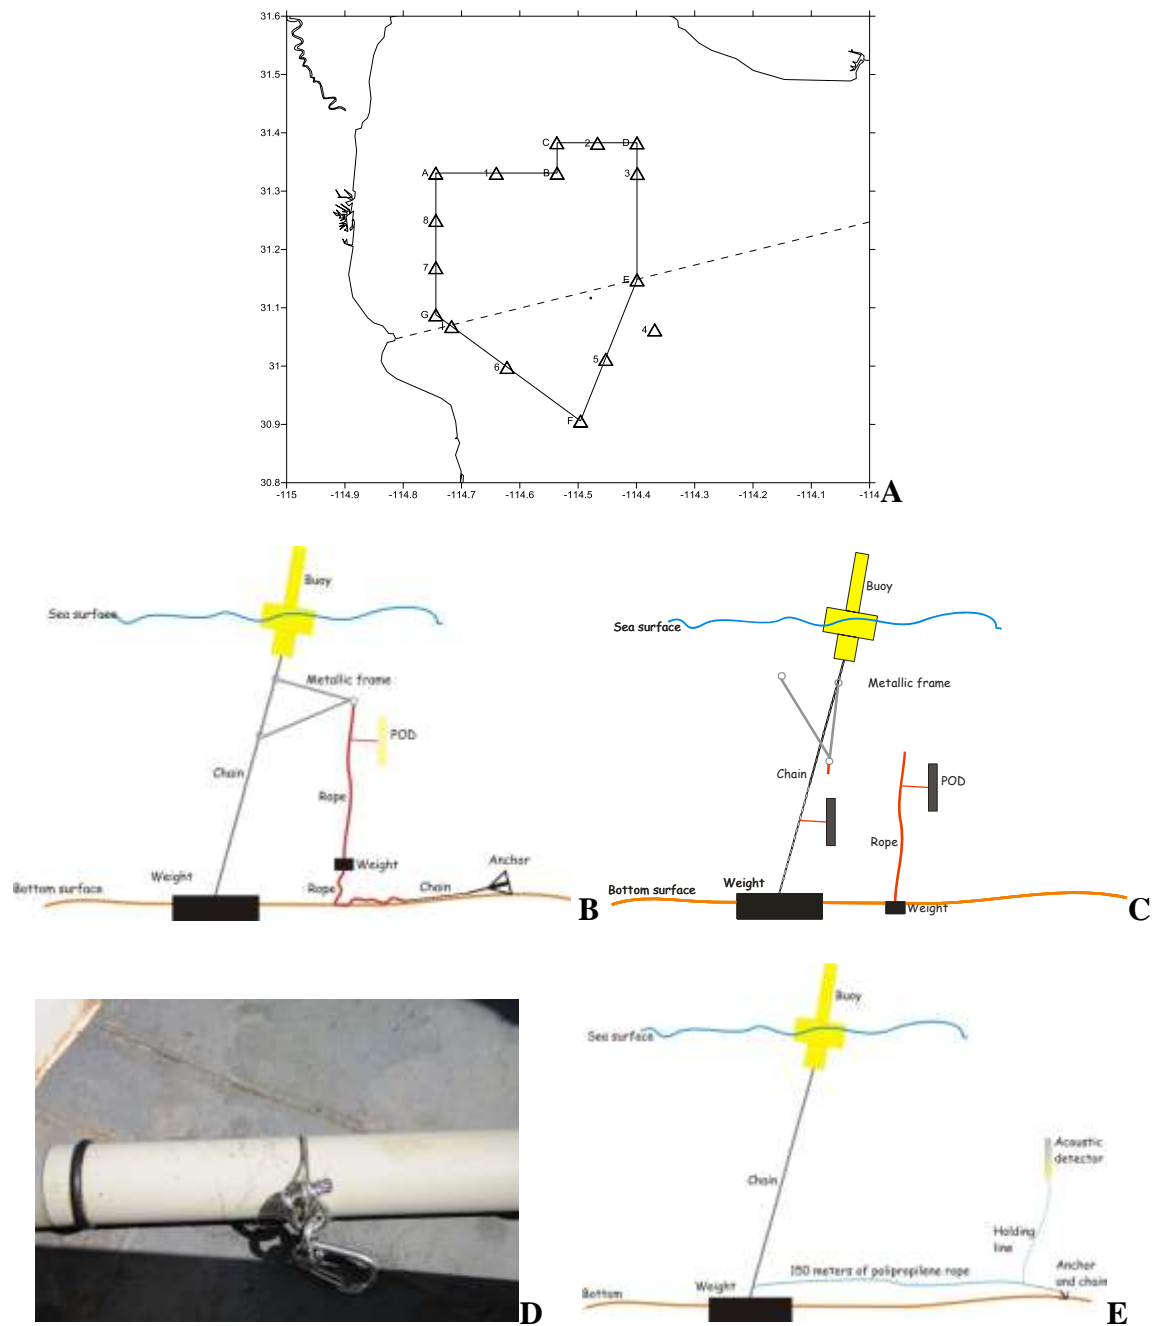 31.6
31.5
31.4
31.3
31.2
31.1
31
30.9
30.8
C 2 D
A 1 B 3
8
7
E
G
4
5
6
F
-115 -114.9 -114.8 -114.7 -114.6 -114.5 -114.4 -114.3 -114.2 -114.1 -114
A
Buoy
Sea surface
Metallic frame
POD
Chain
Rope
Weight
Anchor
Weight
Rope
Chain
Bottom surface
B
Buoy
Sea surface
Metallic frame
Chain
POD
Rope
Weight
Bottom surface
Weight
C
D
Buoy
Sea surface
Acoustic
detector
Chain
Holding
line
150 meters of polipropilene rope
Anchor
and chain
Weight
Bottom
E